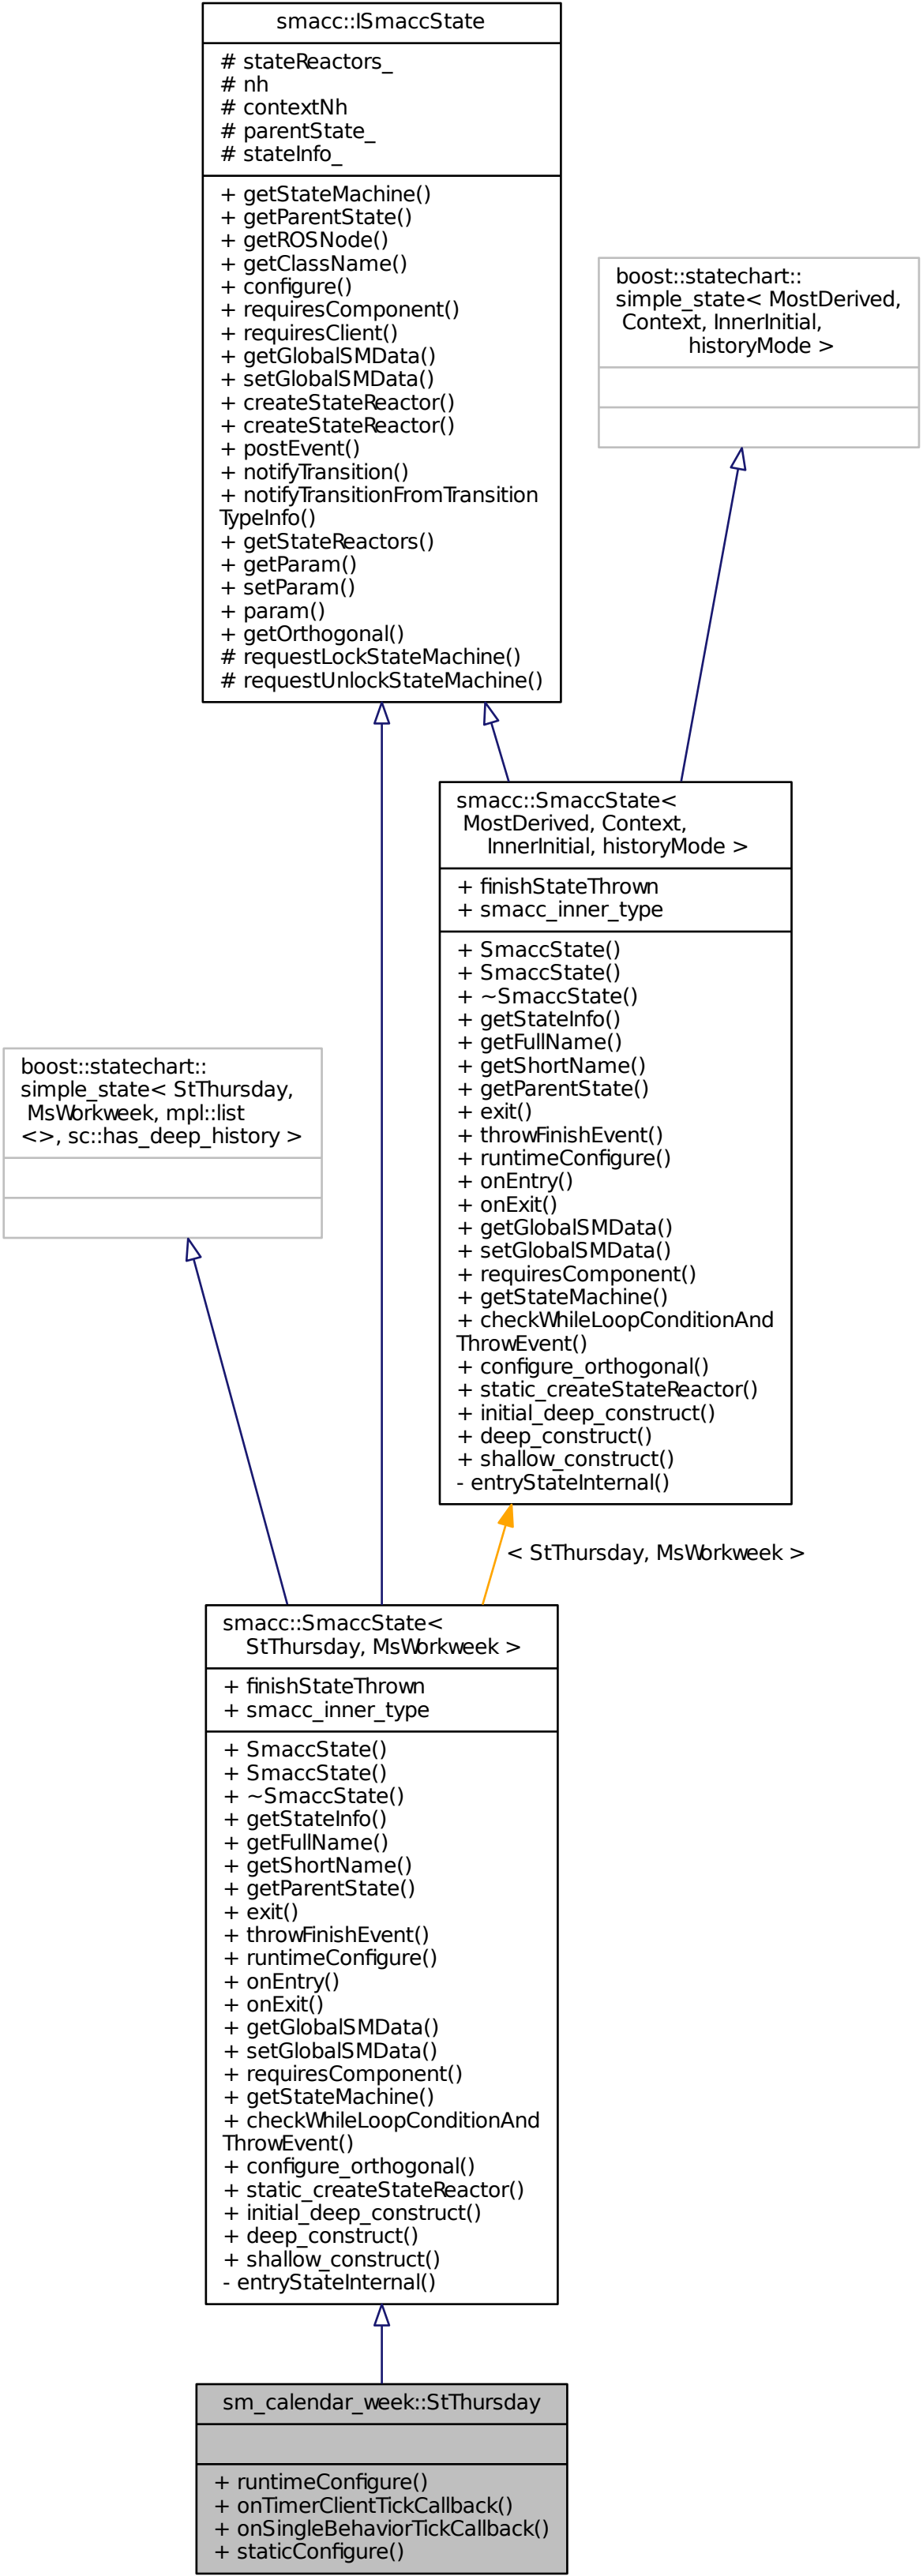 smacc::ISmaccState
# stateReactors_
# nh
# contextNh
# parentState_
# stateInfo_
+ getStateMachine()
+ getParentState()
+ getROSNode()
+ getClassName()
+ configure()
+ requiresComponent()
+ requiresClient()
+ getGlobalSMData()
+ setGlobalSMData()
+ createStateReactor()
+ createStateReactor()
+ postEvent()
+ notifyTransition()
+ notifyTransitionFromTransition
TypeInfo()
+ getStateReactors()
+ getParam()
+ setParam()
+ param()
+ getOrthogonal()
# requestLockStateMachine()
# requestUnlockStateMachine()
boost::statechart::
simple_state< MostDerived,
Context, InnerInitial,
historyMode >
smacc::SmaccState<
MostDerived, Context,
InnerInitial, historyMode >
+ finishStateThrown
+ smacc_inner_type
+ SmaccState()
+ SmaccState()
+ ~SmaccState()
+ getStateInfo()
+ getFullName()
+ getShortName()
+ getParentState()
+ exit()
+ throwFinishEvent()
+ runtimeConfigure()
+ onEntry()
+ onExit()
+ getGlobalSMData()
+ setGlobalSMData()
+ requiresComponent()
+ getStateMachine()
+ checkWhileLoopConditionAnd
ThrowEvent()
+ configure_orthogonal()
+ static_createStateReactor()
+ initial_deep_construct()
+ deep_construct()
+ shallow_construct()
- entryStateInternal()
boost::statechart::
simple_state< StThursday,
MsWorkweek, mpl::list
<>, sc::has_deep_history >
< StThursday, MsWorkweek >
smacc::SmaccState<
StThursday, MsWorkweek >
+ finishStateThrown
+ smacc_inner_type
+ SmaccState()
+ SmaccState()
+ ~SmaccState()
+ getStateInfo()
+ getFullName()
+ getShortName()
+ getParentState()
+ exit()
+ throwFinishEvent()
+ runtimeConfigure()
+ onEntry()
+ onExit()
+ getGlobalSMData()
+ setGlobalSMData()
+ requiresComponent()
+ getStateMachine()
+ checkWhileLoopConditionAnd
ThrowEvent()
+ configure_orthogonal()
+ static_createStateReactor()
+ initial_deep_construct()
+ deep_construct()
+ shallow_construct()
- entryStateInternal()
sm_calendar_week::StThursday
+ runtimeConfigure()
+ onTimerClientTickCallback()
+ onSingleBehaviorTickCallback()
+ staticConfigure()